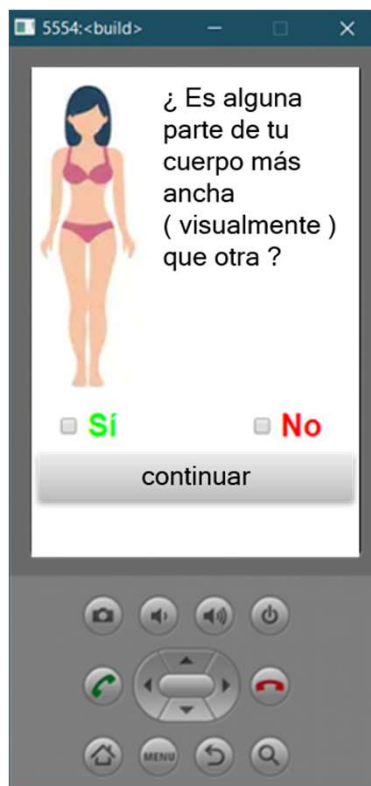 5554:<build>
¿ Es alguna
parte de tu
cuerpo más
ancha
( visualmente )
que otra ?
Sí
No
continuar
MENU